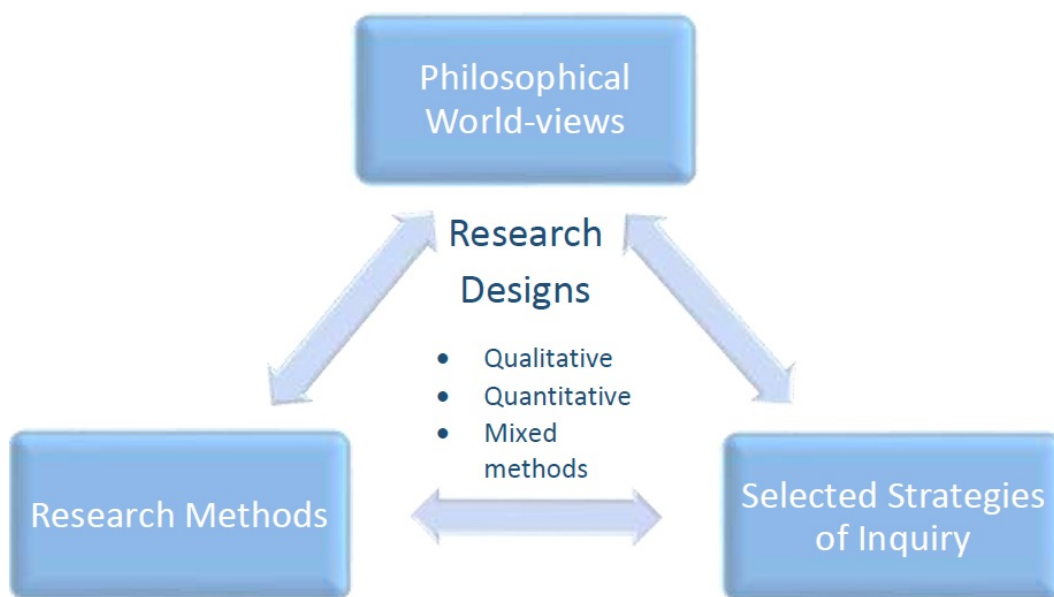 Philosophical
World-views
Research
Designs
• Qualitative
• Quantitative
• Mixed
methods
Research Methods
Selected Strategies
of Inquiry